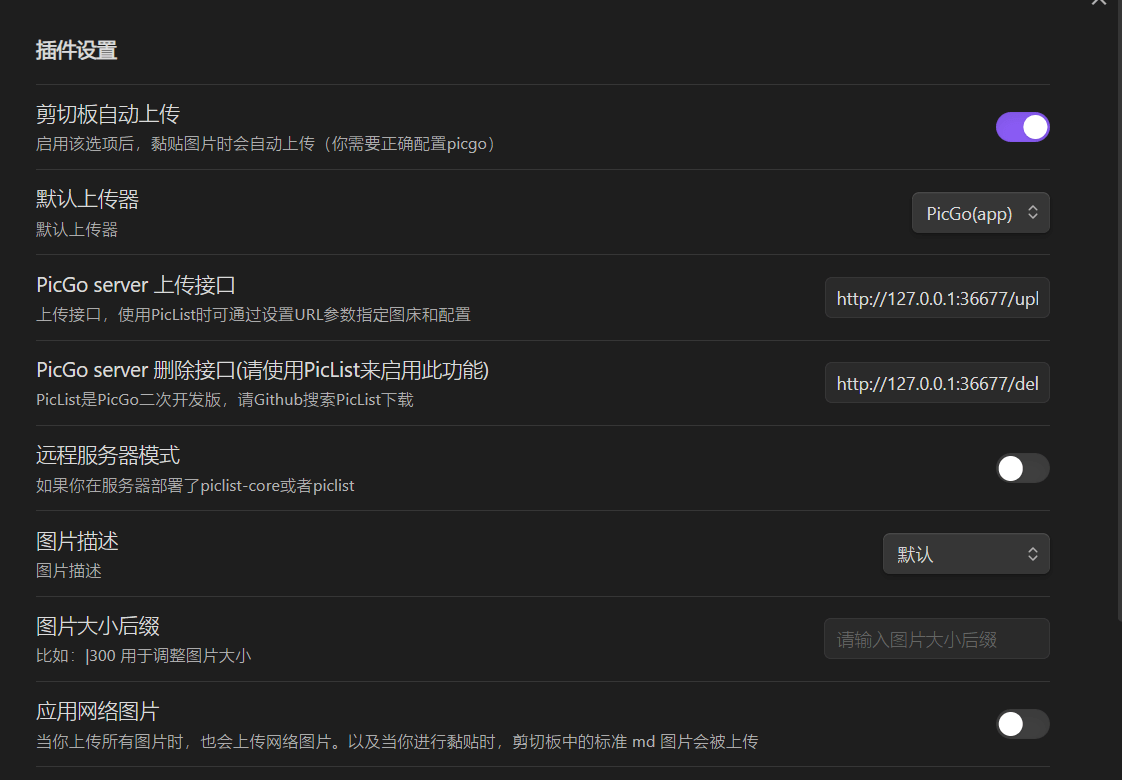 插件设置
剪切板自动上传
启用该选项后，黏贴图片时会自动上传（你需要正确配置picgo）
默认上传器
默认上传器
PicGo(app)
PicGo server 上传接口
上传接口，使用PicList时可通过设置URL参数指定图床和配置
http://127.0.0.1:36677/upl
PicGo server 删除接口(请使用PicList来启用此功能)
PicList是PicGo二次开发版，请Github搜索PicList下载
http://127.0.0.1:36677/del
远程服务器模式
如果你在服务器部署了piclist-core或者piclist
图片描述
图片描述
默认
图片大小后缀
比如：|300 用于调整图片大小
请输入图片大小后缀
应用网络图片
当你上传所有图片时，也会上传网络图片。以及当你进行黏贴时，剪切板中的标准 md 图片会被上传